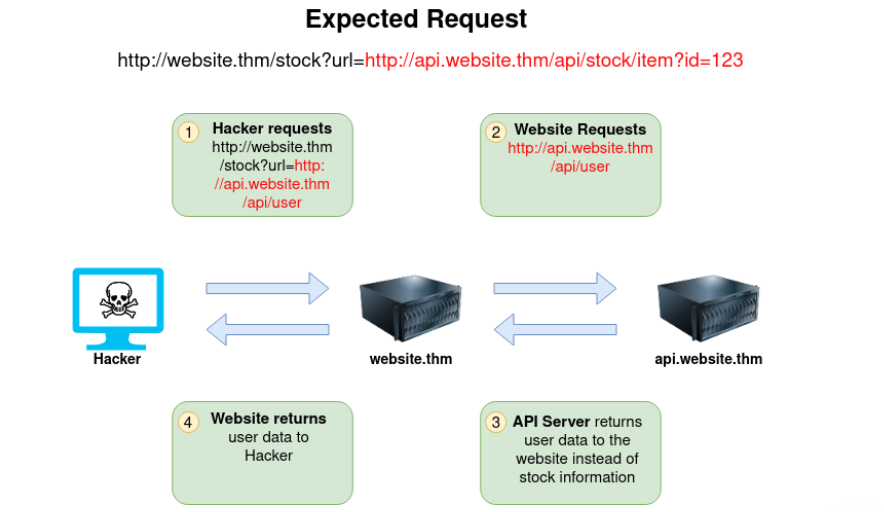 Expected Request
http://website.thm/stock?url=http://api.website.thm/api/stock/item?id=123
1
Hacker requests
http://website.thm
/stock?url=http:
//api.website.thm
/api/user
2
Website Requests
http://api.website.thm
/api/user
Hacker
website.thm
api.website.thm
4
Website returns
user data to
Hacker
3
API Server returns
user data to the
website instead of
stock information